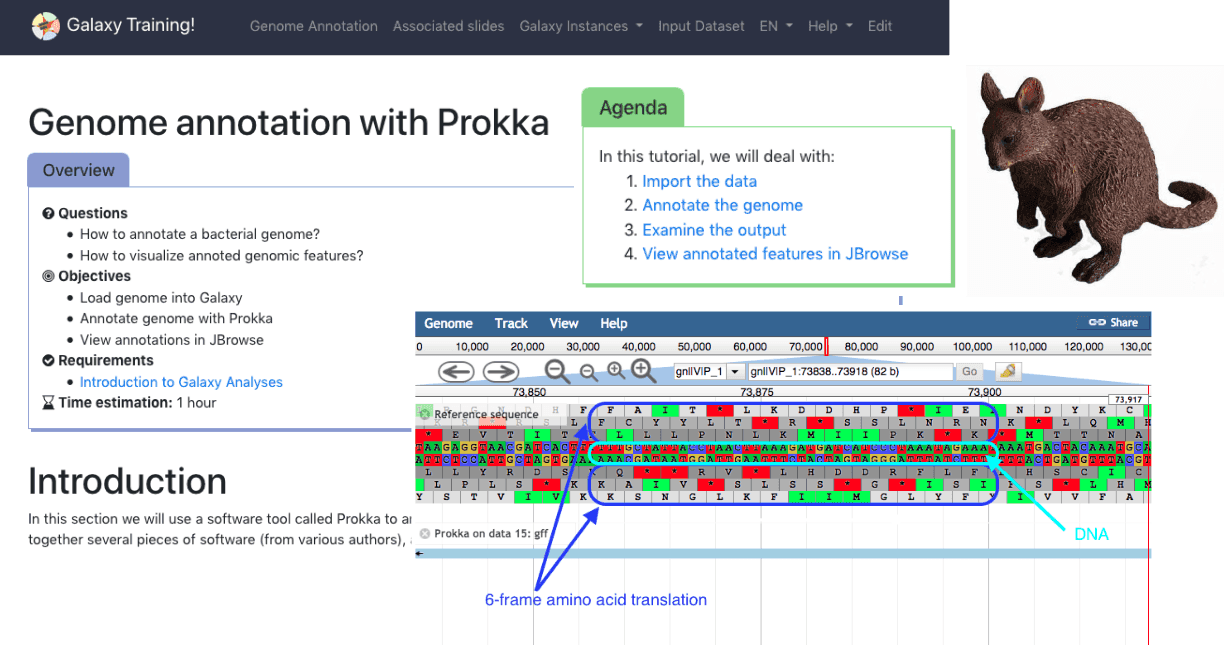 Galaxy Training!
Genome Annotation Associated slides Galaxy Instances Input Dataset EN Help Edit
Genome annotation with Prokka
Overview
Questions
How to annotate a bacterial genome?
How to visualize annoted genomic features?
Objectives
Load genome into Galaxy
Annotate genome with Prokka
View annotations in JBrowse
Requirements
Introduction to Galaxy Analyses
Time estimation: 1 hour
Agenda
In this tutorial, we will deal with:
1. Import the data
2. Annotate the genome
3. Examine the output
4. View annotated features in JBrowse
Introduction
In this section we will use a software tool called Prokka to
together several pieces of software (from various authors),
Genome Track View Help Share
0 10,000 20,000 30,000 40,000 50,000 60,000 70,000 80,000 90,000 100,000 110,000 120,000 130,00
gnl|VIP_1 gnl|VIP_1:73838..73918 (82 b) Go
73,850 73,875 73,900
73,917
Reference sequence
Prokka on data 15: gff
DNA
6-frame amino acid translation